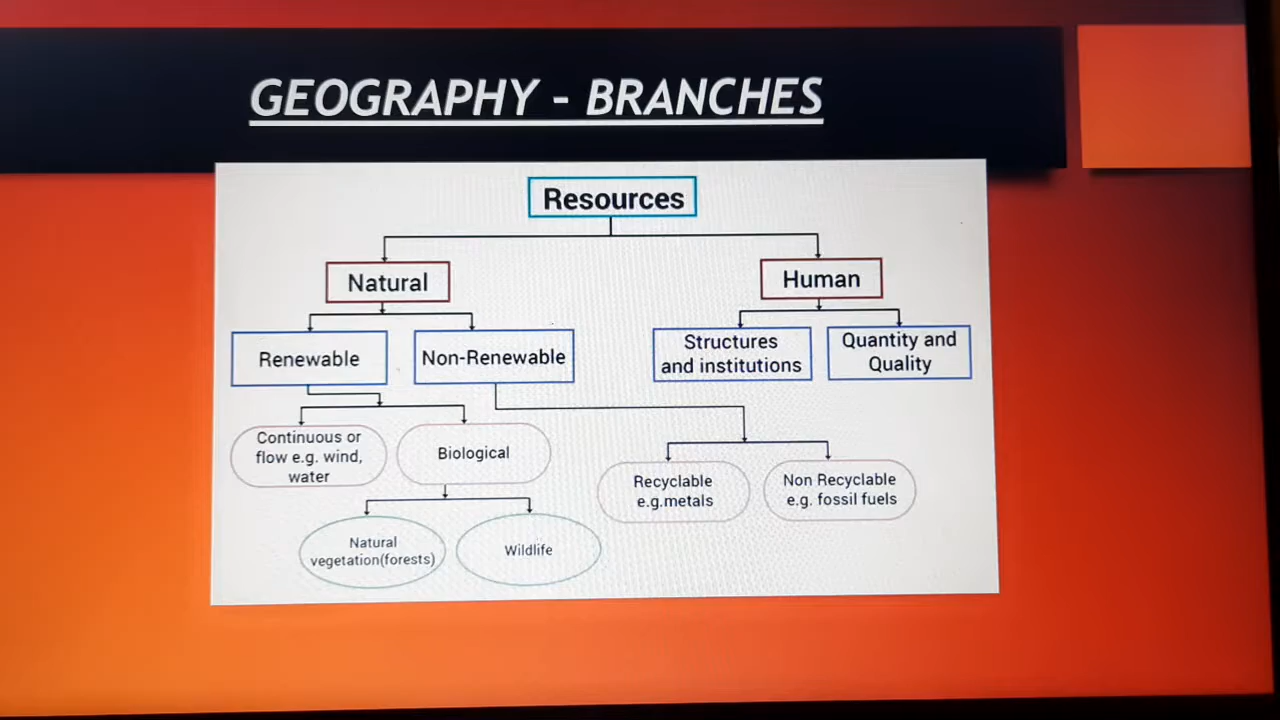 GEOGRAPHY - BRANCHES
Resources
Natural
Human
Renewable
Non-Renewable
Structures
and institutions
Quantity and
Quality
Continuous or
flow e.g. wind,
water
Biological
Recyclable
e.g.metals
Non Recyclable
e.g. fossil fuels
Natural
vegetation(forests)
Wildlife